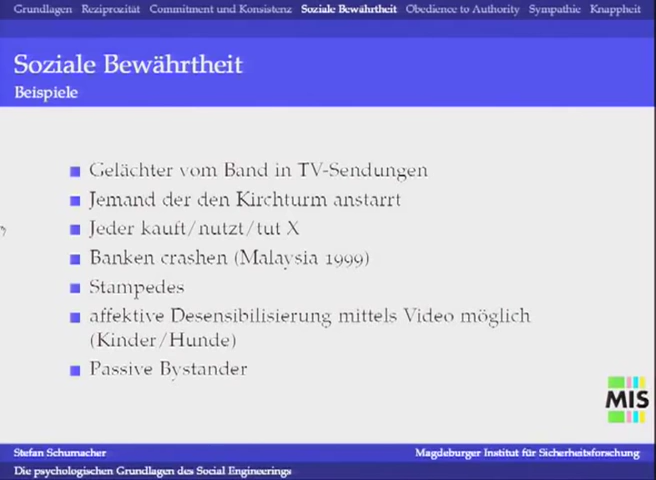 Grundlagen Reziprozität Commitment und Konsistenz Soziale Bewährtheit Obedience to Authority Sympathie Knappheit
Soziale Bewährtheit
Beispiele
Gelächter vom Band in TV-Sendungen
Jemand der den Kirchturm anstarrt
Jeder kauft/nutzt/tut X
Banken crashen (Malaysia 1999)
Stampedes
affektive Desensibilisierung mittels Video möglich
(Kinder/Hunde)
Passive Bystander
MIS
Stefan Schumacher Magdeburger Institut für Sicherheitsforschung
Die psychologischen Grundlagen des Social Engineerings